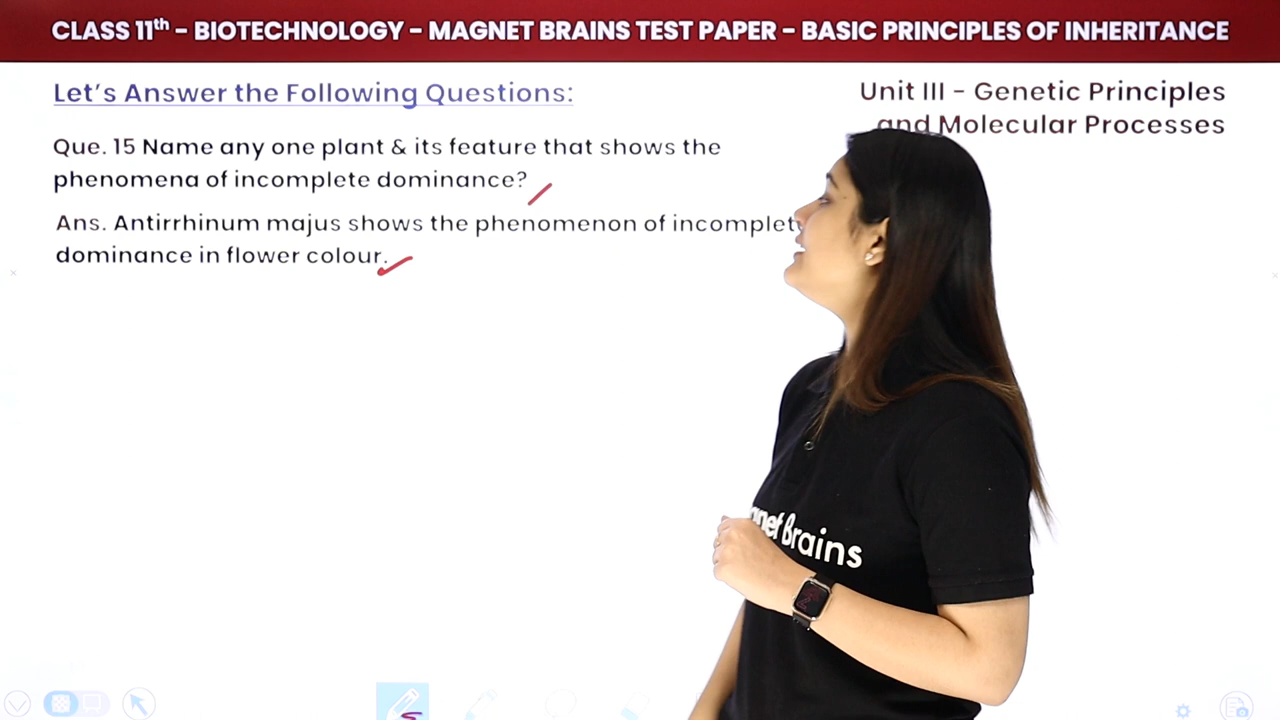 CLASS 11th - BIOTECHNOLOGY - MAGNET BRAINS TEST PAPER - BASIC PRINCIPLES OF INHERITANCE
Let's Answer the Following Questions:
Unit III - Genetic Principles
and Molecular Processes
Que. 15 Name any one plant & its feature that shows the
phenomena of incomplete dominance?
Ans. Antirrhinum majus shows the phenomenon of incomplet
dominance in flower colour.
Brains